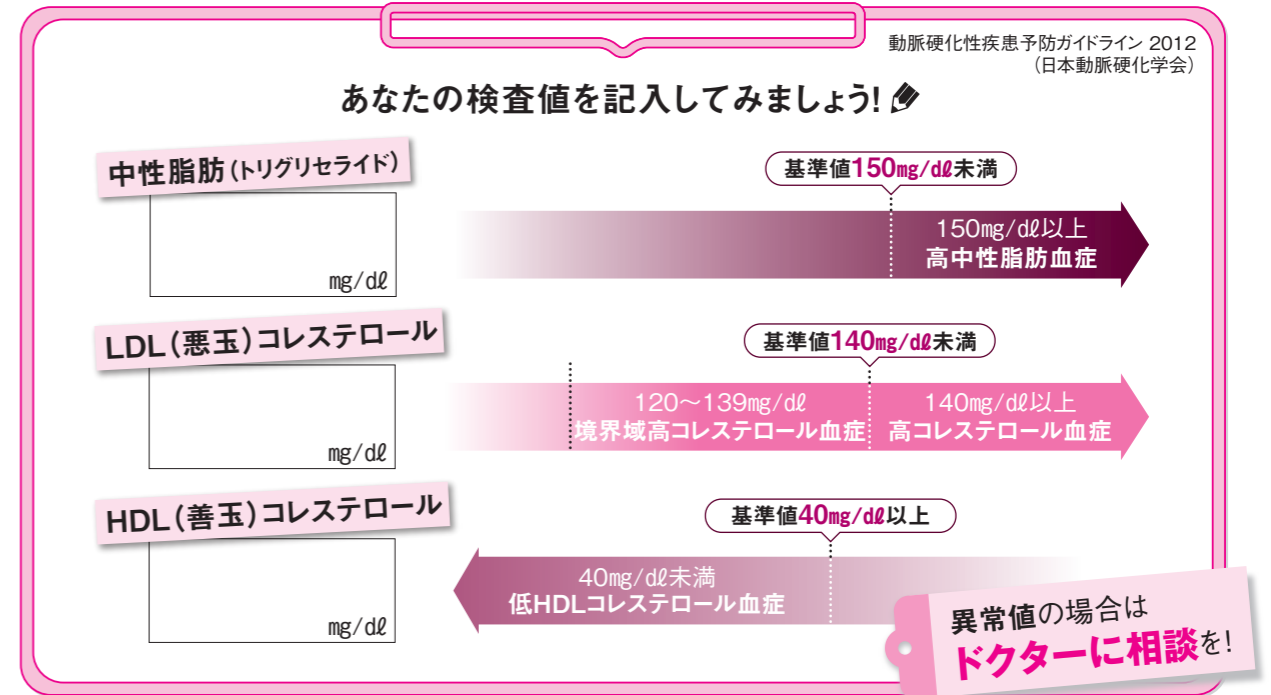 動脈硬化性疾患予防ガイドライン 2012
（日本動脈硬化学会）
あなたの検査値を記入してみましょう!
中性脂肪（トリグリセライド）
mg/dℓ
基準値150mg/dℓ未満
150mg/dℓ以上
高中性脂肪血症
LDL（悪玉）コレステロール
mg/dℓ
基準値140mg/dℓ未満
120〜139mg/dℓ
境界域高コレステロール血症
140mg/dℓ以上
高コレステロール血症
HDL（善玉）コレステロール
mg/dℓ
基準値40mg/dℓ以上
40mg/dℓ未満
低HDLコレステロール血症
異常値の場合は
ドクターに相談を!